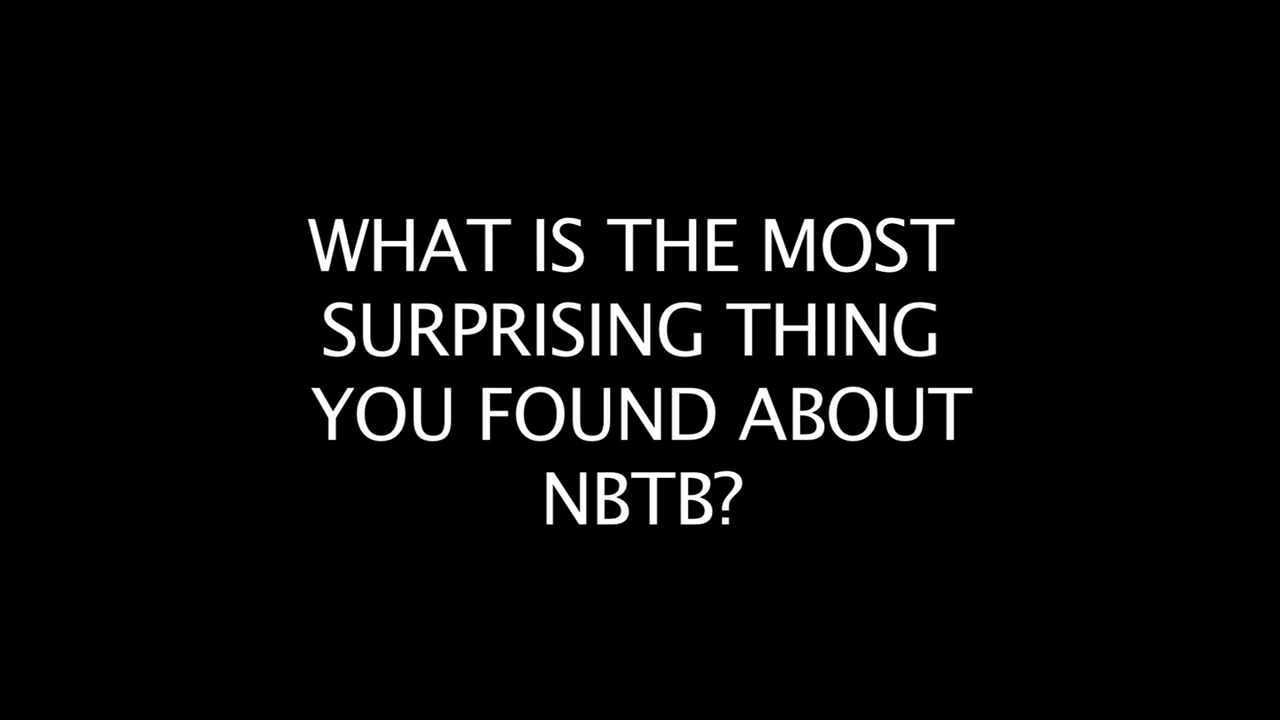 WHAT IS THE MOST
SURPRISING THING
YOU FOUND ABOUT
NBTB?